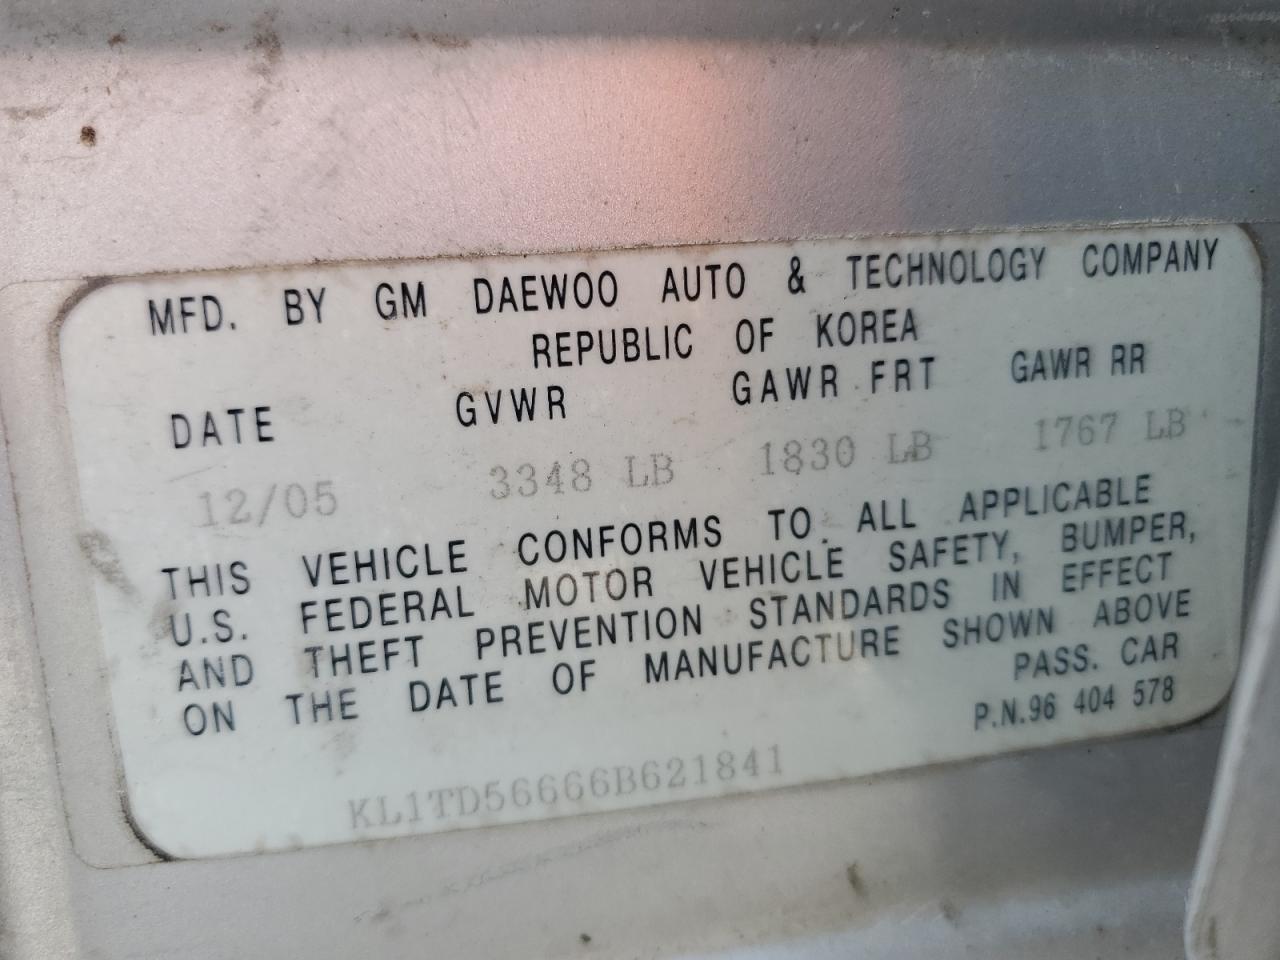 MFD. BY GM DAEWOO AUTO & TECHNOLOGY COMPANY
REPUBLIC OF KOREA
DATE GVWR GAWR FRT GAWR RR
12/05 3348 LB 1830 LB 1767 LB
THIS VEHICLE CONFORMS TO ALL APPLICABLE
U.S. FEDERAL MOTOR VEHICLE SAFETY, BUMPER,
AND THEFT PREVENTION STANDARDS IN EFFECT
ON THE DATE OF MANUFACTURE SHOWN ABOVE
PASS. CAR
P.N.96 404 578
KL1TD56666B621841